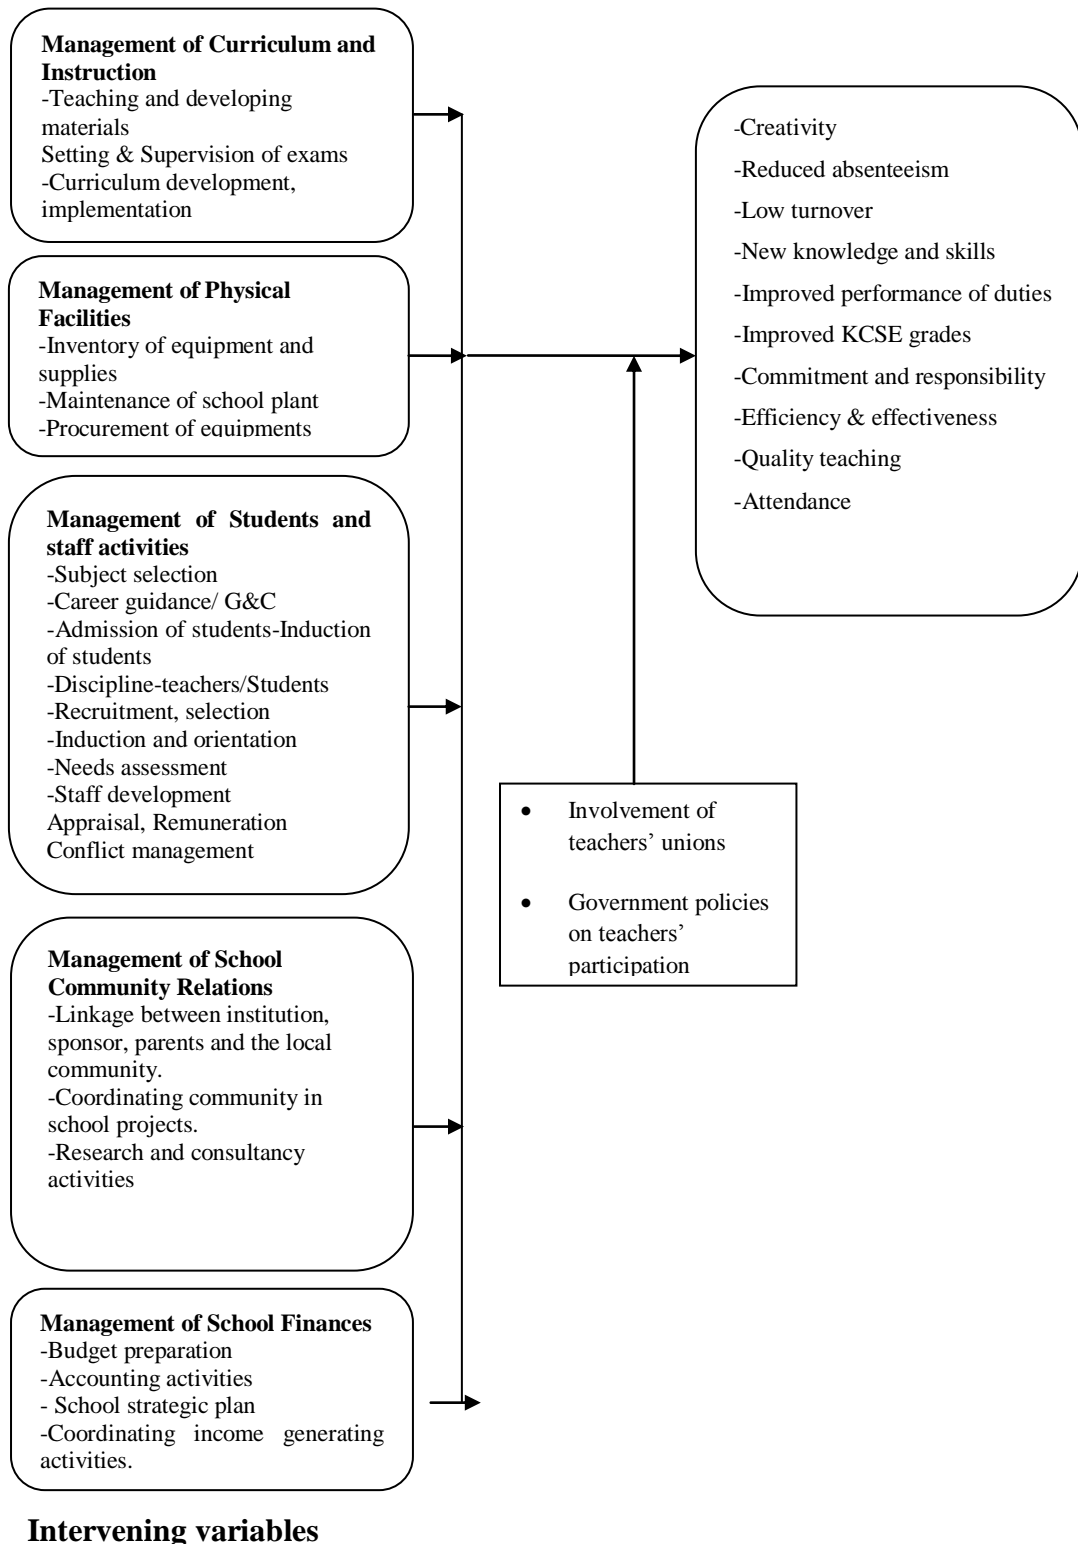 Management of Curriculum and
Instruction
-Teaching and developing
materials
Setting & Supervision of exams
-Curriculum development,
implementation
Management of Physical
Facilities
-Inventory of equipment and
supplies
-Maintenance of school plant
-Procurement of equipments
Management of Students and
staff activities
-Subject selection
-Career guidance/ G&C
-Admission of students-Induction
of students
-Discipline-teachers/Students
-Recruitment, selection
-Induction and orientation
-Needs assessment
-Staff development
Appraisal, Remuneration
Conflict management
Management of School
Community Relations
-Linkage between institution,
sponsor, parents and the local
community.
-Coordinating community in
school projects.
-Research and consultancy
activities
Management of School Finances
-Budget preparation
-Accounting activities
- School strategic plan
-Coordinating income generating
activities.
• Involvement of
teachers’ unions
• Government policies
on teachers’
participation
-Creativity
-Reduced absenteeism
-Low turnover
-New knowledge and skills
-Improved performance of duties
-Improved KCSE grades
-Commitment and responsibility
-Efficiency & effectiveness
-Quality teaching
-Attendance
Intervening variables